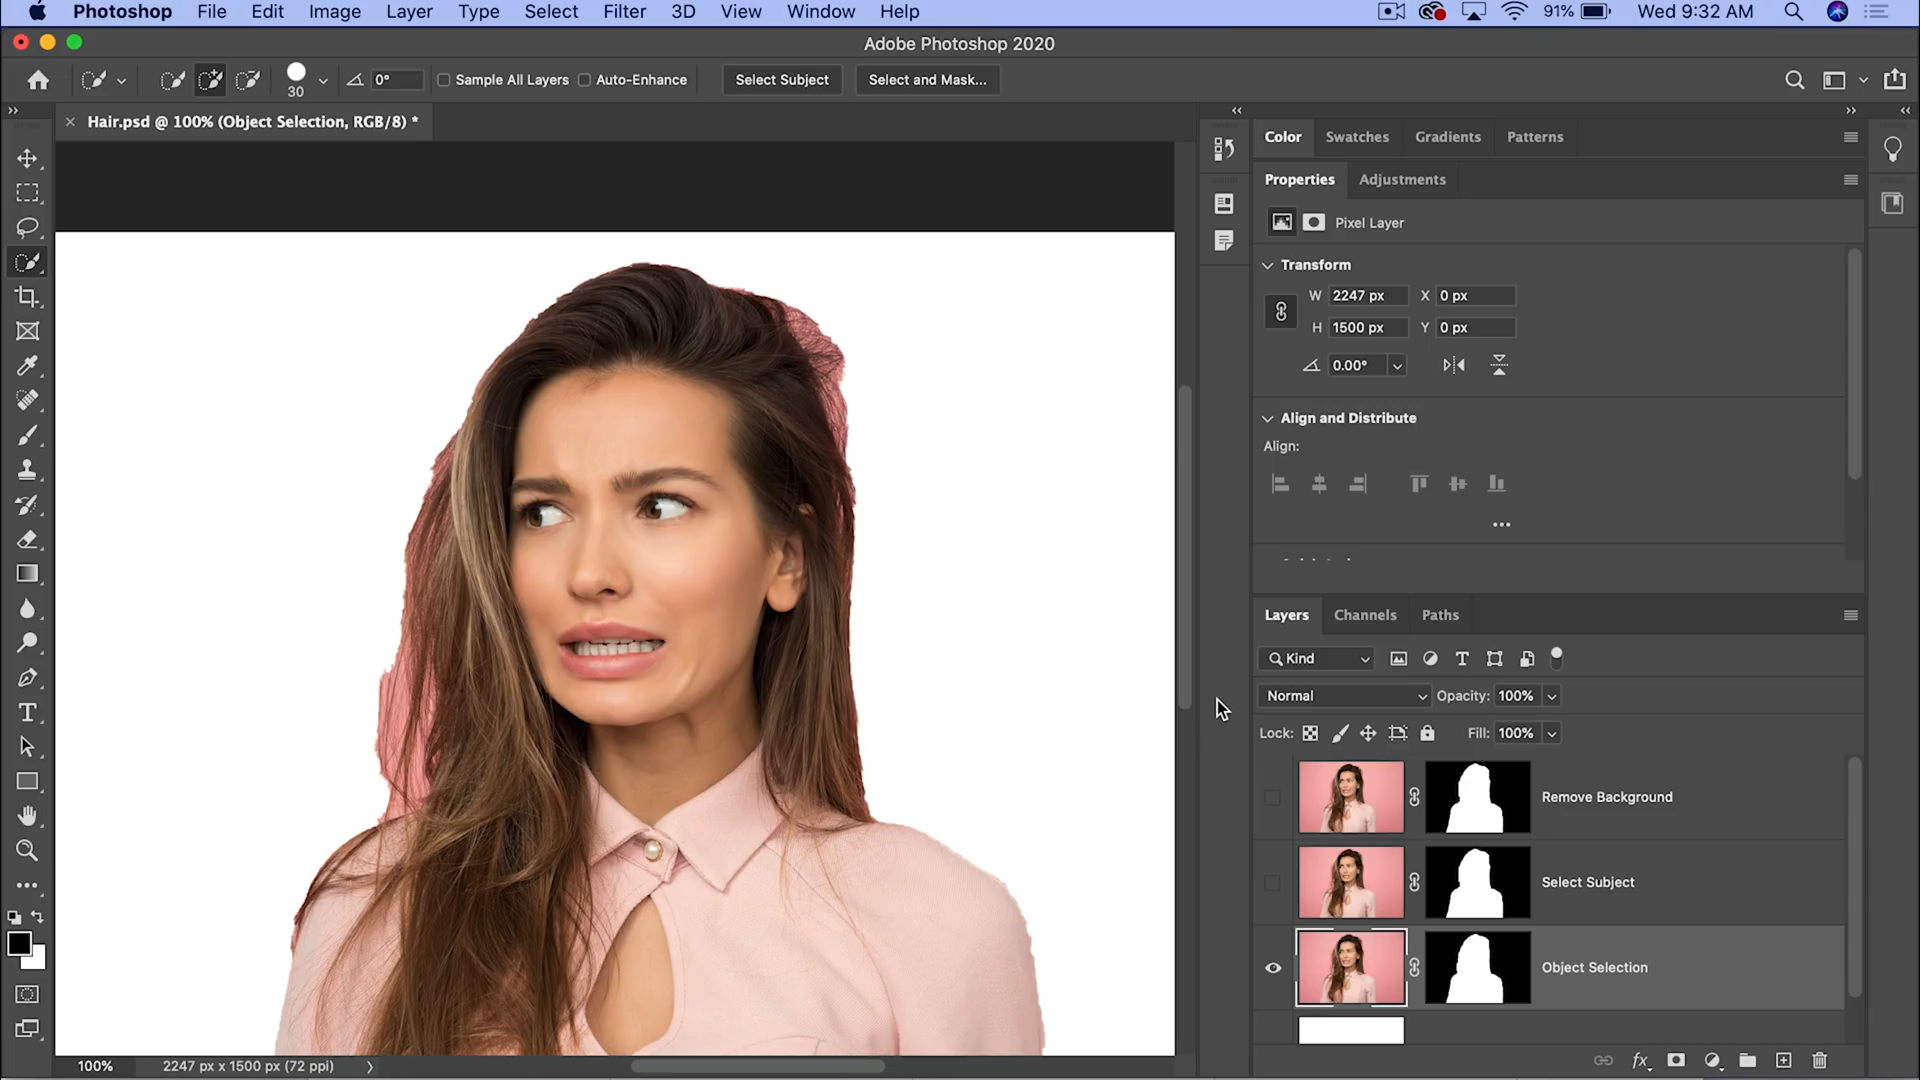 Photoshop File Edit Image Layer Type Select Filter 3D View Window Help 91% Wed 9:32 AM
Adobe Photoshop 2020
30 0° Sample All Layers Auto-Enhance Select Subject Select and Mask...
Hair.psd @ 100% (Object Selection, RGB/8) *
Color Swatches Gradients Patterns
Properties Adjustments
Pixel Layer
Transform
W 2247 px X 0 px
H 1500 px Y 0 px
0.00°
Align and Distribute
Align:
Layers Channels Paths
Kind
Normal Opacity: 100%
Lock: Fill: 100%
Remove Background
Select Subject
Object Selection
100% 2247 px x 1500 px (72 ppi)